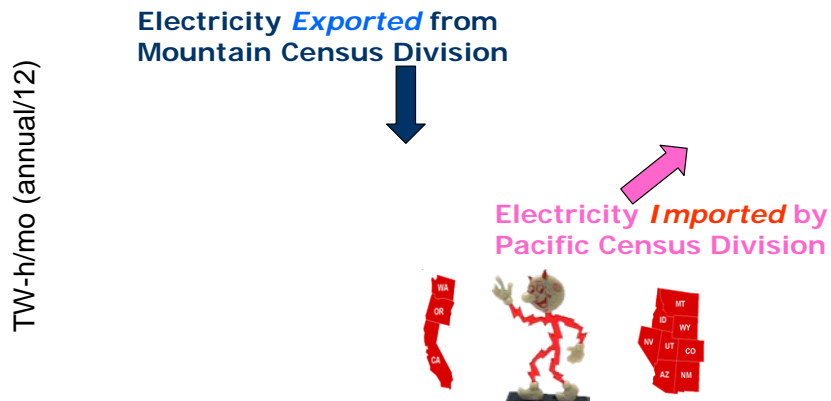 Electricity Exported from
Mountain Census Division
TW-h/mo (annual/12)
Electricity Imported by
Pacific Census Division
WA
OR
CA
MT
ID
WY
NV
UT
CO
AZ
NM